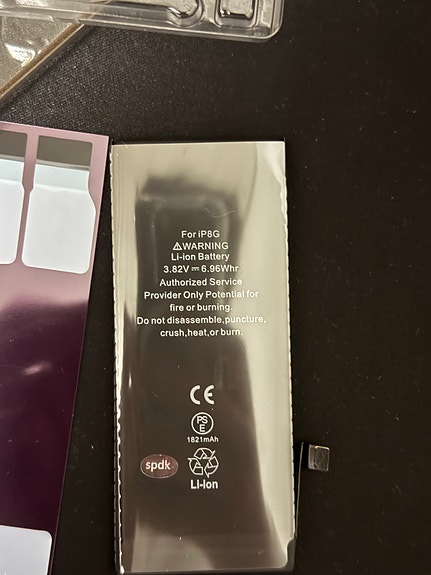 For iP8G
⚠WARNING
Li-ion Battery
3.82V ⎓ 6.96Whr
Authorized Service
Provider Only Potential for
fire or burning.
Do not disassemble,puncture,
crush,heat,or burn.
CE
PS
E
1821mAh
spdk
LI-Ion